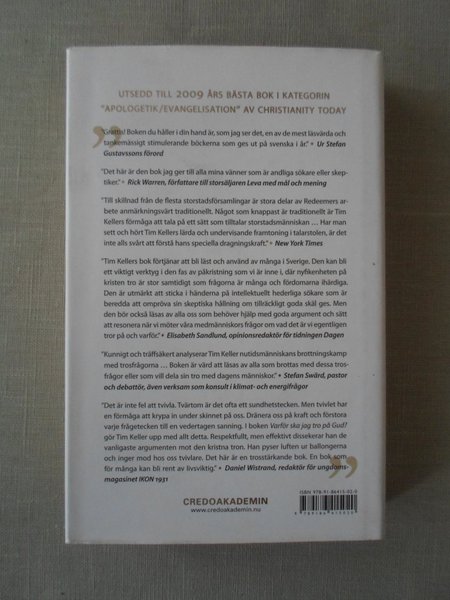 UTSEDD TILL 2009 ÅRS BÄSTA BOK I KATEGORIN
"APOLOGETIK/EVANGELISATION" AV CHRISTIANITY TODAY
"Grattis! Boken du håller i din hand är, som jag ser det, en av de mest läsvärda och
tankemässigt stimulerande böckerna som ges ut på svenska i år." • Ur Stefan
Gustavssons förord
"Det här är den bok jag ger till alla mina vänner som är andliga sökare eller skep-
tiker." • Rick Warren, författare till storsäljaren Leva med mål och mening
"Till skillnad från de flesta storstadsförsamlingar är stora delar av Redeemers ar-
bete anmärkningsvärt traditionellt. Något som knappast är traditionellt är Tim
Kellers förmåga att tala på ett sätt som tilltalar storstadsmänniskan … Har man
sett och hört Tim Kellers lärda och undervisande framtoning i talarstolen, är det
inte alls svårt att förstå hans speciella dragningskraft." • New York Times
"Tim Kellers bok förtjänar att bli läst och använd av många i Sverige. Den kan bli
ett viktigt verktyg i den fas av påkristning som vi är inne i, där nyfikenheten på
kristen tro är stor samtidigt som frågorna är många och fördomarna ihärdiga.
Den är utmärkt att sticka i händerna på intellektuellt hederliga sökare som är
beredda att ompröva sin skeptiska hållning om tillräckligt goda skäl ges. Men
den bör också läsas av alla oss som behöver hjälp med goda argument och sätt
att resonera när vi möter våra medmänniskors frågor om vad det är vi egentligen
tror på och varför." • Elisabeth Sandlund, opinionsredaktör för tidningen Dagen
"Kunnigt och träffsäkert analyserar Tim Keller nutidsmänniskans brottningskamp
med trosfrågorna … Boken är värd att läsas av alla som brottas med dessa tros-
frågor eller som vill dela sin tro med dagens människor." • Stefan Swärd, pastor
och debattör, även verksam som konsult i klimat- och energifrågor
"Det är inte fel att tvivla. Tvärtom är det ofta ett sundhetstecken. Men tvivlet har
en förmåga att krypa in under skinnet på oss. Dränera oss på kraft och förstora
varje frågetecken till en vedertagen sanning. I boken Varför ska jag tro på Gud?
gör Tim Keller upp med allt detta. Respektfullt, men effektivt dissekerar han de
vanligaste argumenten mot den kristna tron. Han pyser luften ur ballongerna
och inger mod hos oss tvivlare. Det här är en trosstärkande bok. En bok som
för många kan bli rent av livsviktig." • Daniel Wistrand, redaktör för ungdoms-
magasinet IKON 1931
CREDOAKADEMIN
www.credoakademin.nu
ISBN 978-91-86415-02-0
9 789186 415020